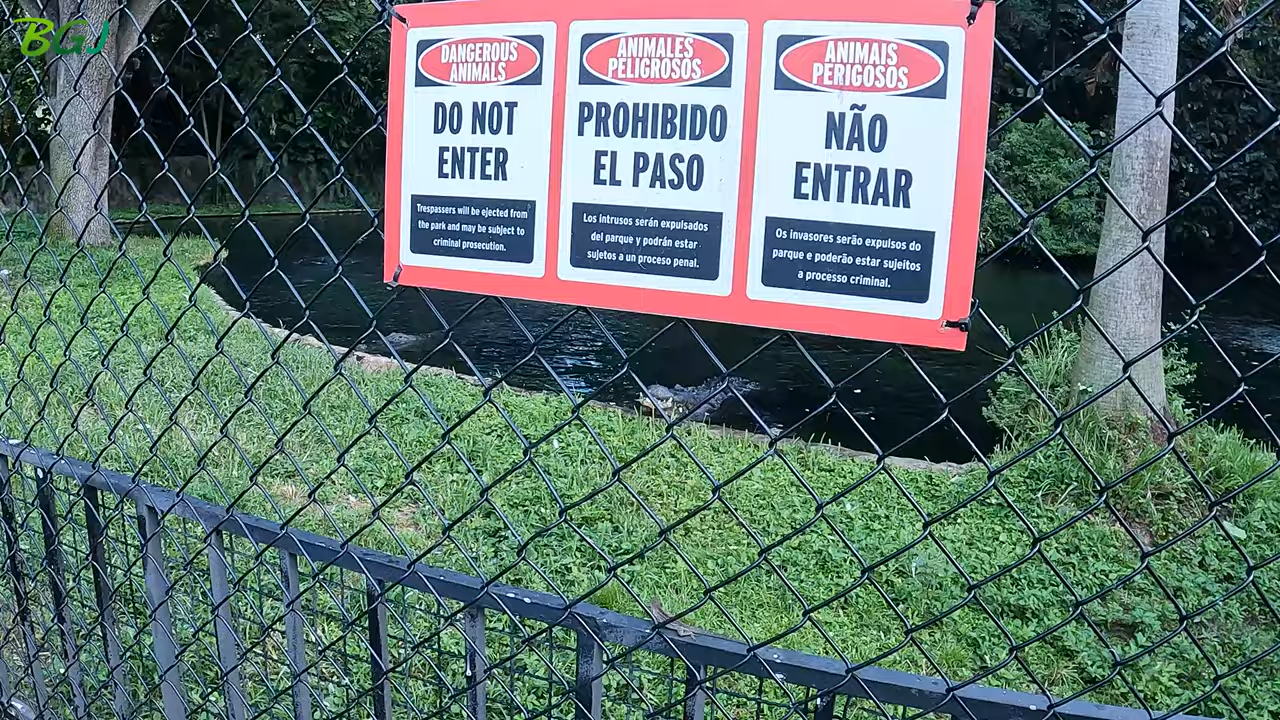 BGJ
DANGEROUS
ANIMALS
DO NOT
ENTER
Trespassers will be ejected from
the park and may be subject to
criminal prosecution.
ANIMALES
PELIGROSOS
PROHIBIDO
EL PASO
Los intrusos serán expulsados
del parque y podrán estar
sujetos a un proceso penal.
ANIMAIS
PERIGOSOS
NÃO
ENTRAR
Os invasores serão expulsos do
parque e poderão estar sujeitos
a processo criminal.